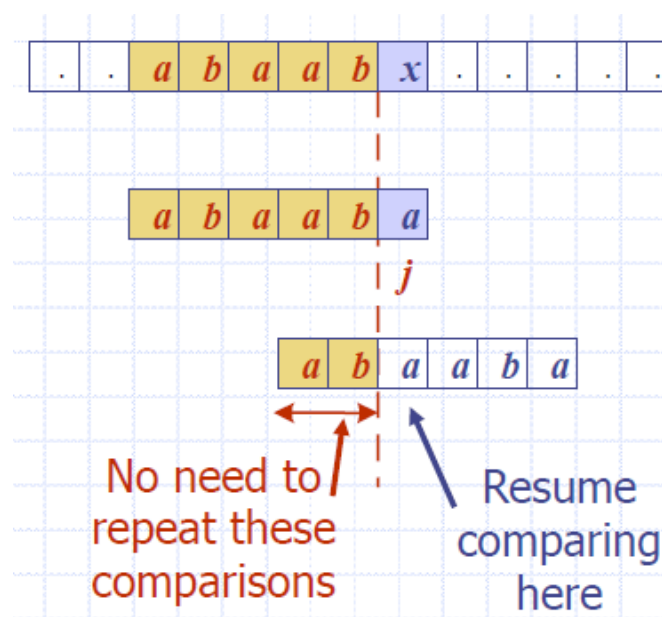 . . a b a a b x . . . . .
a b a a b a
j
a b a a b a
No need to
repeat these
comparisons
Resume
comparing
here